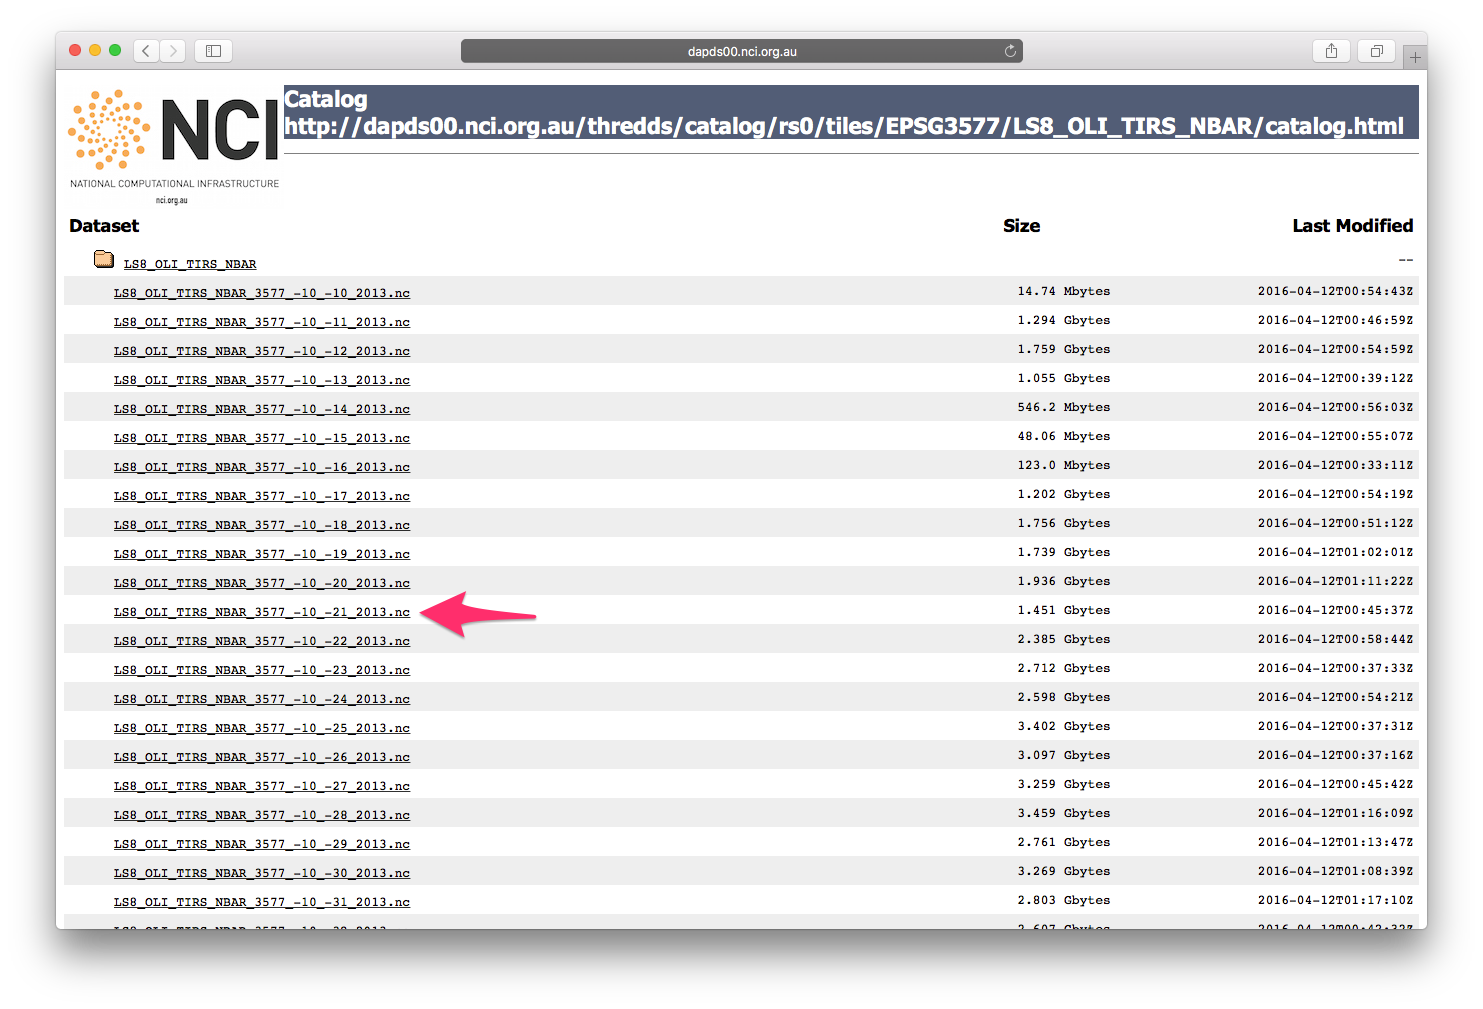 dapds00.nci.org.au
NCI
NATIONAL COMPUTATIONAL INFRASTRUCTURE
nci.org.au
Catalog
http://dapds00.nci.org.au/thredds/catalog/rs0/tiles/EPSG3577/LS8_OLI_TIRS_NBAR/catalog.html
Dataset Size Last Modified
LS8_OLI_TIRS_NBAR --
LS8_OLI_TIRS_NBAR_3577_-10_-10_2013.nc 14.74 Mbytes 2016-04-12T00:54:43Z
LS8_OLI_TIRS_NBAR_3577_-10_-11_2013.nc 1.294 Gbytes 2016-04-12T00:46:59Z
LS8_OLI_TIRS_NBAR_3577_-10_-12_2013.nc 1.759 Gbytes 2016-04-12T00:54:59Z
LS8_OLI_TIRS_NBAR_3577_-10_-13_2013.nc 1.055 Gbytes 2016-04-12T00:39:12Z
LS8_OLI_TIRS_NBAR_3577_-10_-14_2013.nc 546.2 Mbytes 2016-04-12T00:56:03Z
LS8_OLI_TIRS_NBAR_3577_-10_-15_2013.nc 48.06 Mbytes 2016-04-12T00:55:07Z
LS8_OLI_TIRS_NBAR_3577_-10_-16_2013.nc 123.0 Mbytes 2016-04-12T00:33:11Z
LS8_OLI_TIRS_NBAR_3577_-10_-17_2013.nc 1.202 Gbytes 2016-04-12T00:54:19Z
LS8_OLI_TIRS_NBAR_3577_-10_-18_2013.nc 1.756 Gbytes 2016-04-12T00:51:12Z
LS8_OLI_TIRS_NBAR_3577_-10_-19_2013.nc 1.739 Gbytes 2016-04-12T01:02:01Z
LS8_OLI_TIRS_NBAR_3577_-10_-20_2013.nc 1.936 Gbytes 2016-04-12T01:11:22Z
LS8_OLI_TIRS_NBAR_3577_-10_-21_2013.nc 1.451 Gbytes 2016-04-12T00:45:37Z
LS8_OLI_TIRS_NBAR_3577_-10_-22_2013.nc 2.385 Gbytes 2016-04-12T00:58:44Z
LS8_OLI_TIRS_NBAR_3577_-10_-23_2013.nc 2.712 Gbytes 2016-04-12T00:37:33Z
LS8_OLI_TIRS_NBAR_3577_-10_-24_2013.nc 2.598 Gbytes 2016-04-12T00:54:21Z
LS8_OLI_TIRS_NBAR_3577_-10_-25_2013.nc 3.402 Gbytes 2016-04-12T00:37:31Z
LS8_OLI_TIRS_NBAR_3577_-10_-26_2013.nc 3.097 Gbytes 2016-04-12T00:37:16Z
LS8_OLI_TIRS_NBAR_3577_-10_-27_2013.nc 3.259 Gbytes 2016-04-12T00:45:42Z
LS8_OLI_TIRS_NBAR_3577_-10_-28_2013.nc 3.459 Gbytes 2016-04-12T01:16:09Z
LS8_OLI_TIRS_NBAR_3577_-10_-29_2013.nc 2.761 Gbytes 2016-04-12T01:13:47Z
LS8_OLI_TIRS_NBAR_3577_-10_-30_2013.nc 3.269 Gbytes 2016-04-12T01:08:39Z
LS8_OLI_TIRS_NBAR_3577_-10_-31_2013.nc 2.803 Gbytes 2016-04-12T01:17:10Z